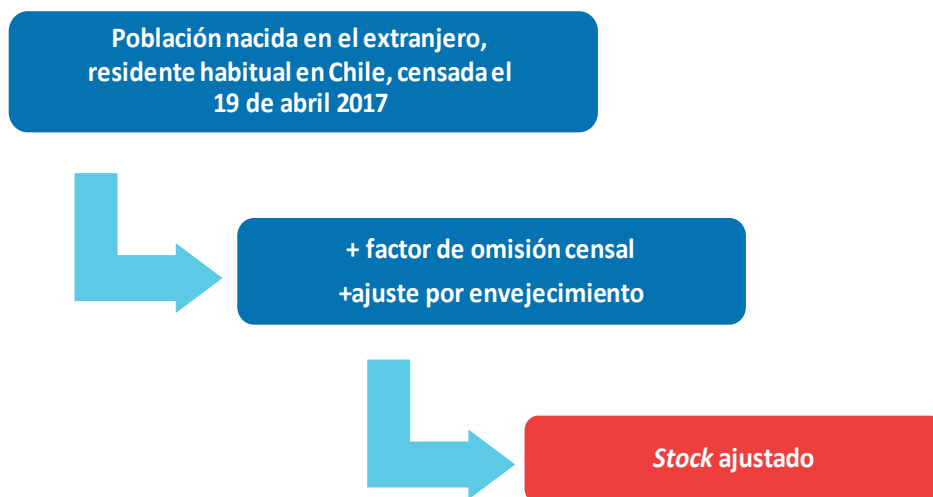 Población nacida en el extranjero,
residente habitual en Chile, censada el
19 de abril 2017
+ factor de omisión censal
+ajuste por envejecimiento
Stock ajustado